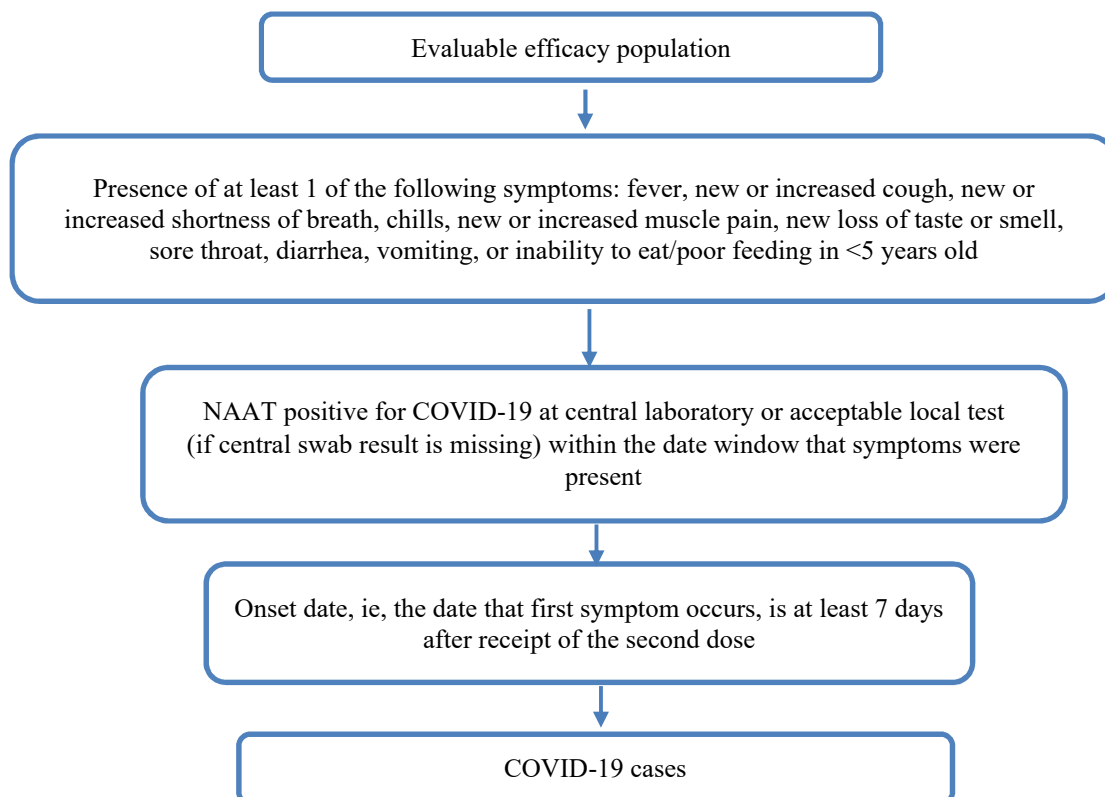 Evaluable efficacy population
Presence of at least 1 of the following symptoms: fever, new or increased cough, new or
increased shortness of breath, chills, new or increased muscle pain, new loss of taste or smell,
sore throat, diarrhea, vomiting, or inability to eat/poor feeding in <5 years old
NAAT positive for COVID-19 at central laboratory or acceptable local test
(if central swab result is missing) within the date window that symptoms were
present
Onset date, ie, the date that first symptom occurs, is at least 7 days
after receipt of the second dose
COVID-19 cases